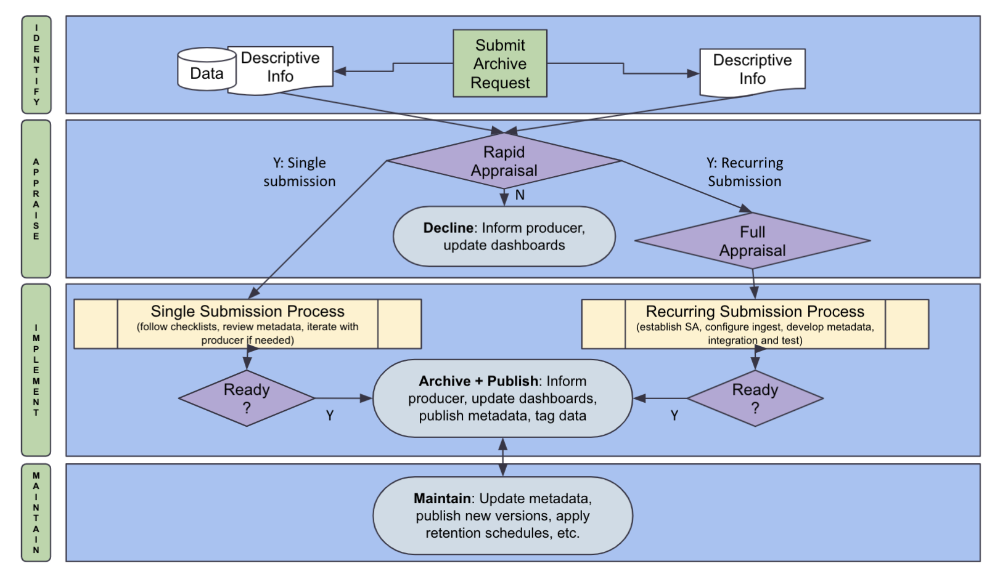 IDENTIFY
Submit
Archive
Request
Data
Descriptive
Info
Descriptive
Info
APPRAISE
Rapid
Appraisal
Y: Single
submission
Y: Recurring
Submission
N
Decline: Inform producer,
update dashboards
Full
Appraisal
IMPLEMENT
Single Submission Process
(follow checklists, review metadata, iterate with
producer if needed)
Recurring Submission Process
(establish SA, configure ingest, develop metadata,
integration and test)
Ready
?
Y
Archive + Publish: Inform
producer, update dashboards,
publish metadata, tag data
Y
Ready
?
MAINTAIN
Maintain: Update metadata,
publish new versions, apply
retention schedules, etc.